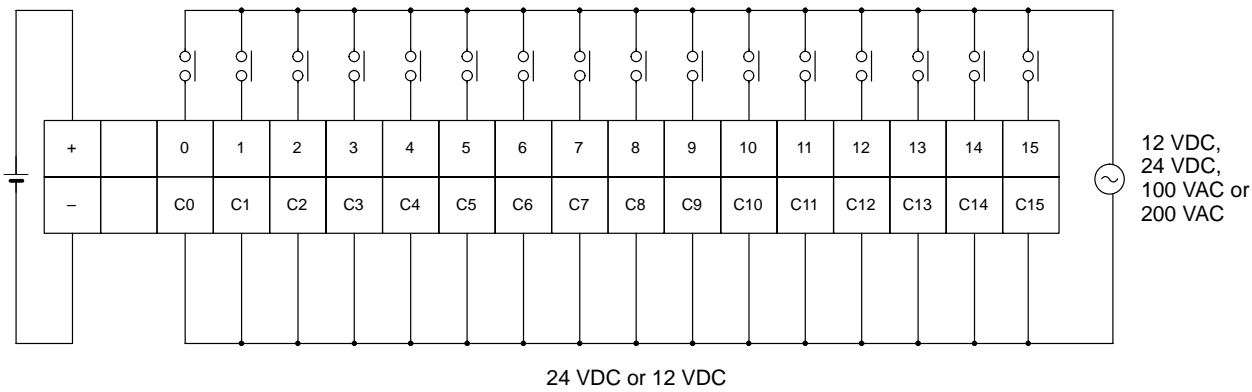 + 0 1 2 3 4 5 6 7 8 9 10 11 12 13 14 15
– C0 C1 C2 C3 C4 C5 C6 C7 C8 C9 C10 C11 C12 C13 C14 C15
12 VDC,
24 VDC,
100 VAC or
200 VAC
24 VDC or 12 VDC